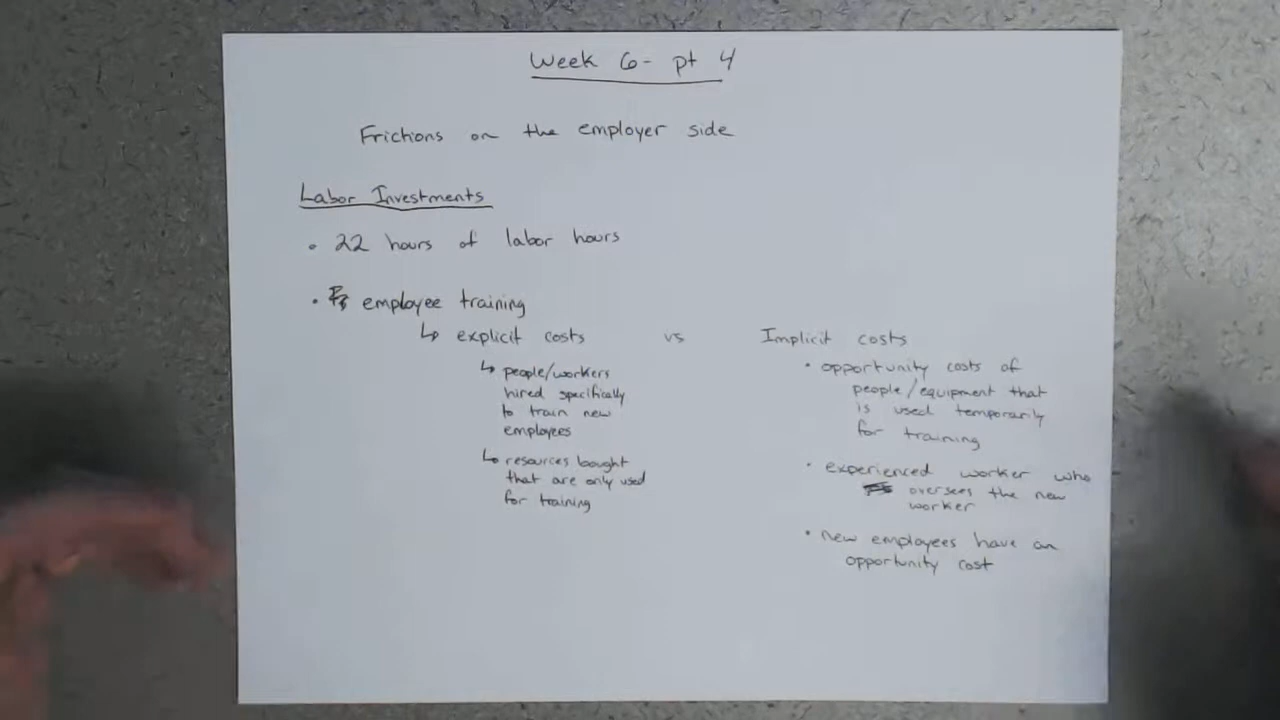 Week 6- pt 4
Frictions on the employer side
Labor Investments
• 22 hours of labor hours
• employee training
↳ explicit costs vs Implicit costs
↳ people/workers
hired specifically
to train new
employees
↳ resources bought
that are only used
for training
• opportunity costs of
people/equipment that
is used temporarily
for training
• experienced worker who
oversees the new
worker
• new employees have an
opportunity cost